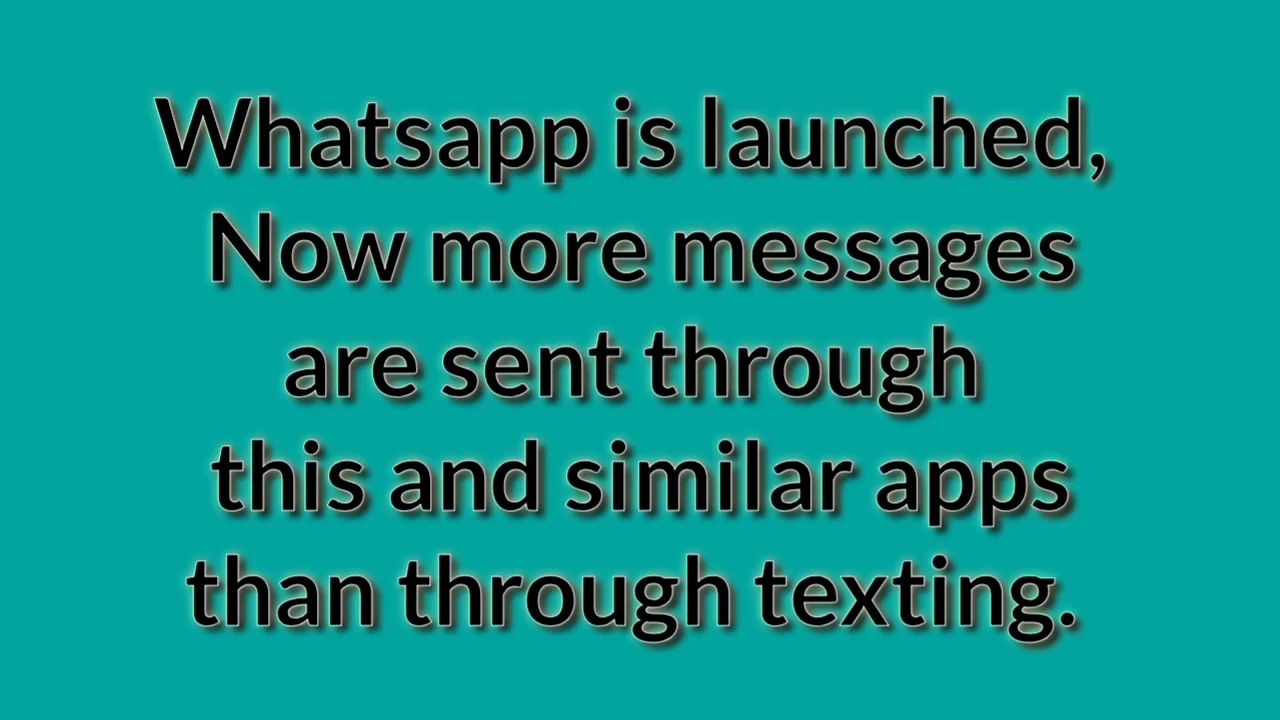 Whatsapp is launched,
Now more messages
are sent through
this and similar apps
than through texting.